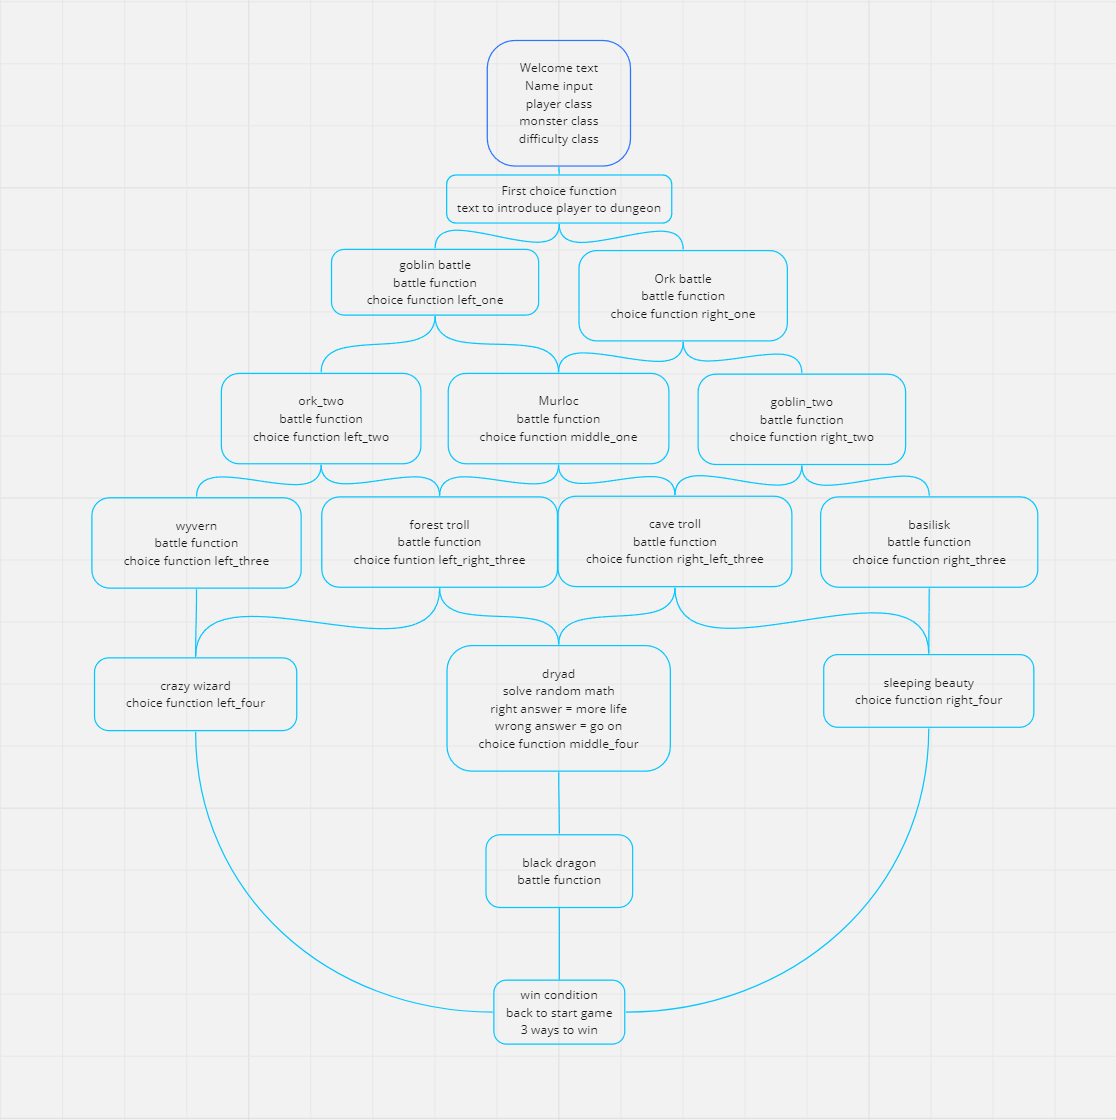 Welcome text
Name input
player class
monster class
difficulty class
First choice function
text to introduce player to dungeon
goblin battle
battle function
choice function left_one
Ork battle
battle function
choice function right_one
ork_two
battle function
choice function left_two
Murloc
battle function
choice function middle_one
goblin_two
battle function
choice function right_two
wyvern
battle function
choice function left_three
forest troll
battle function
choice funtion left_right_three
cave troll
battle function
choice function right_left_three
basilisk
battle function
choice function right_three
crazy wizard
choice function left_four
dryad
solve random math
right answer = more life
wrong answer = go on
choice function middle_four
sleeping beauty
choice function right_four
black dragon
battle function
win condition
back to start game
3 ways to win